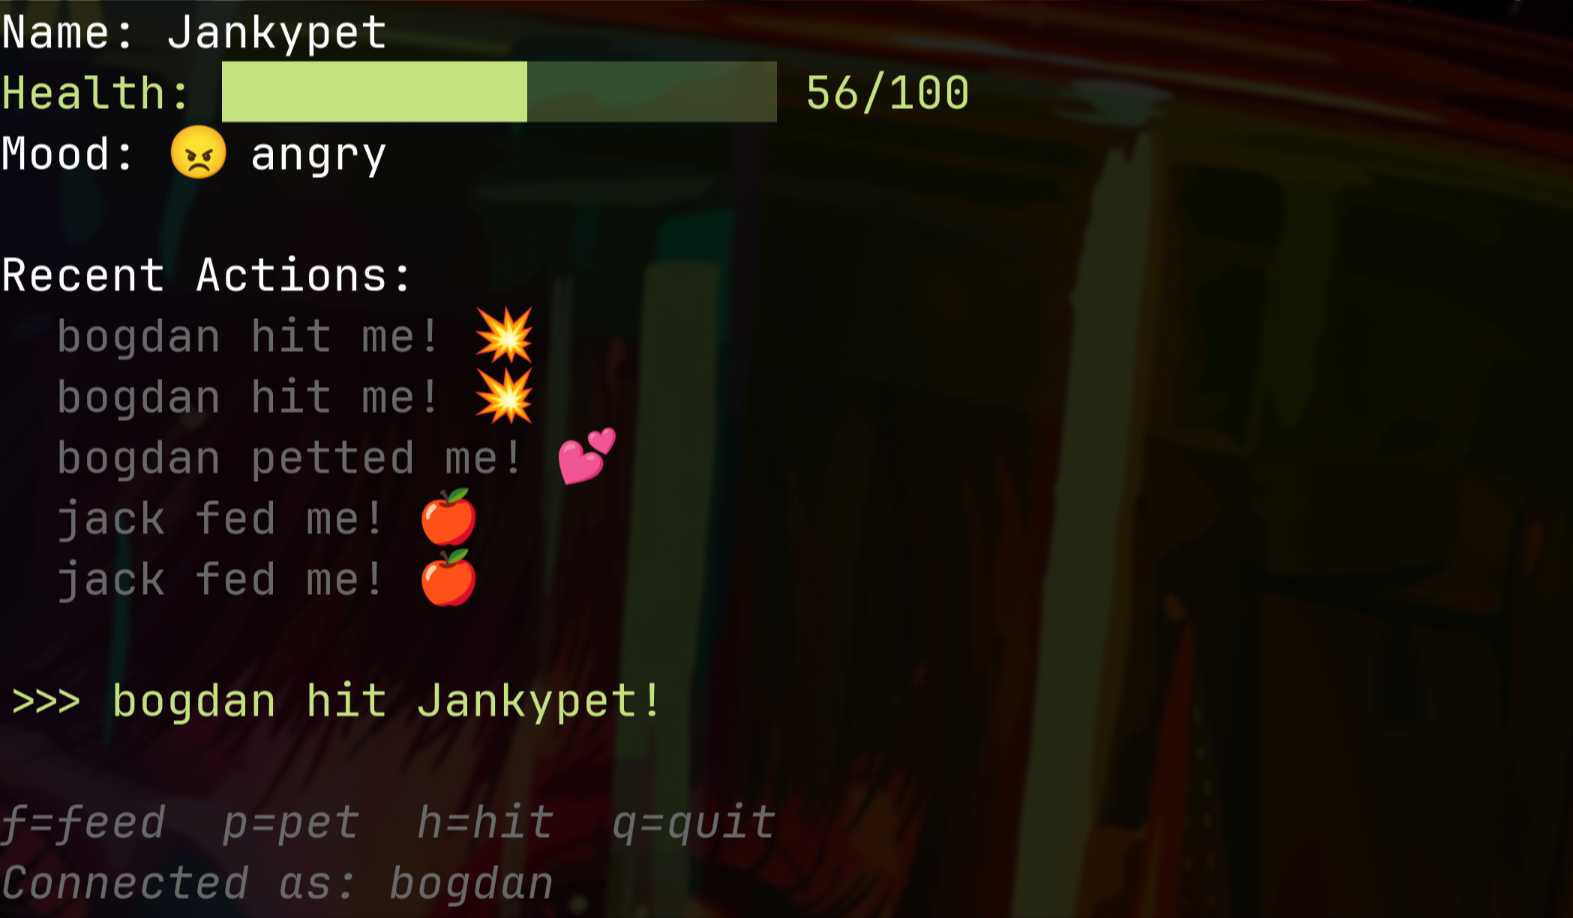 Name: Jankypet
Health: 56/100
Mood: 😠 angry
Recent Actions:
bogdan hit me! 💥
bogdan hit me! 💥
bogdan petted me! 💕
jack fed me! 🍎
jack fed me! 🍎
>>> bogdan hit Jankypet!
f=feed p=pet h=hit q=quit
Connected as: bogdan